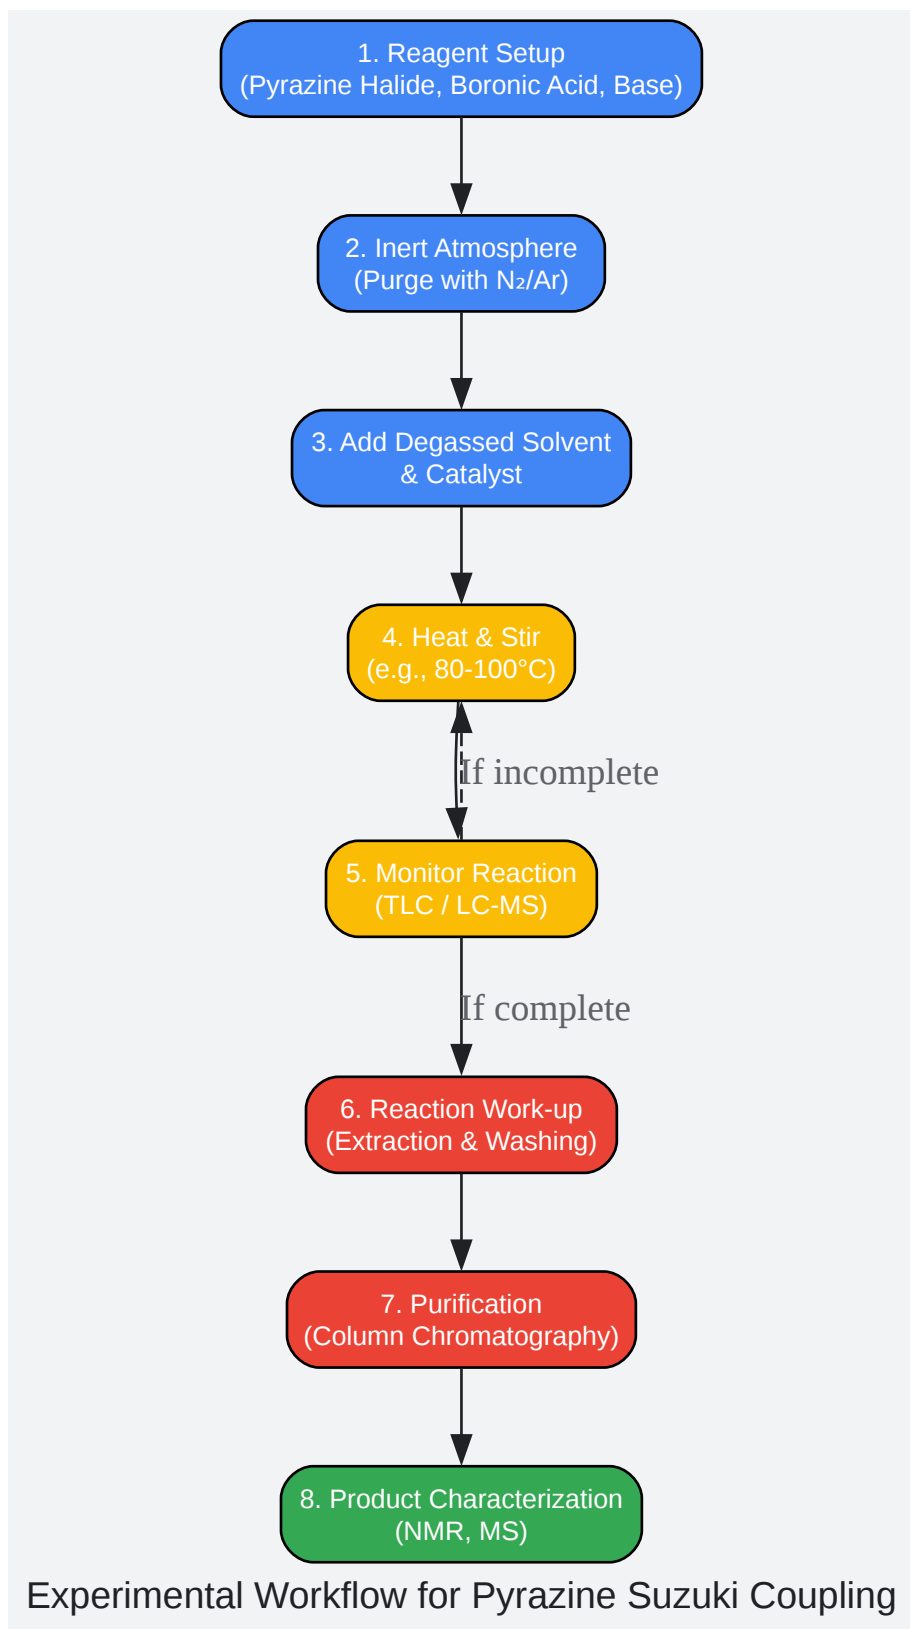 1. Reagent Setup
(Pyrazine Halide, Boronic Acid, Base)
2. Inert Atmosphere
(Purge with N₂/Ar)
3. Add Degassed Solvent
& Catalyst
4. Heat & Stir
(e.g., 80-100°C)
If incomplete
5. Monitor Reaction
(TLC / LC-MS)
If complete
6. Reaction Work-up
(Extraction & Washing)
7. Purification
(Column Chromatography)
8. Product Characterization
(NMR, MS)
Experimental Workflow for Pyrazine Suzuki Coupling